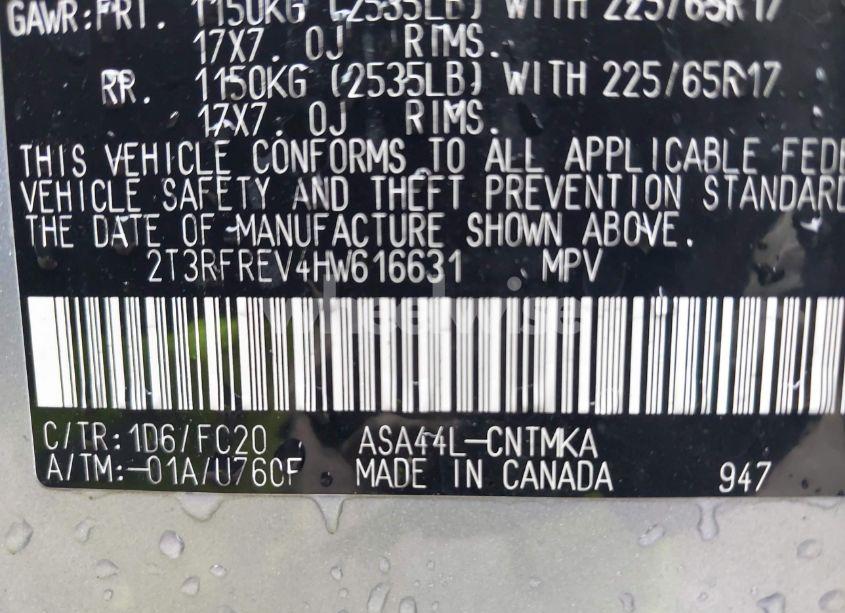 GAWR:FRT. 1150KG (2535LB) WITH 225/65R17
17X7.0J RIMS.
RR. 1150KG (2535LB) WITH 225/65R17
17X7.0J RIMS.
THIS VEHICLE CONFORMS TO ALL APPLICABLE FEDE
VEHICLE SAFETY AND THEFT PREVENTION STANDARD
THE DATE OF MANUFACTURE SHOWN ABOVE.
2T3RFREV4HW616631 MPV
wheelwise
C/TR:1D6/FC20 ASA44L-CNTMKA
A/TM:-01A/U760F MADE IN CANADA 947